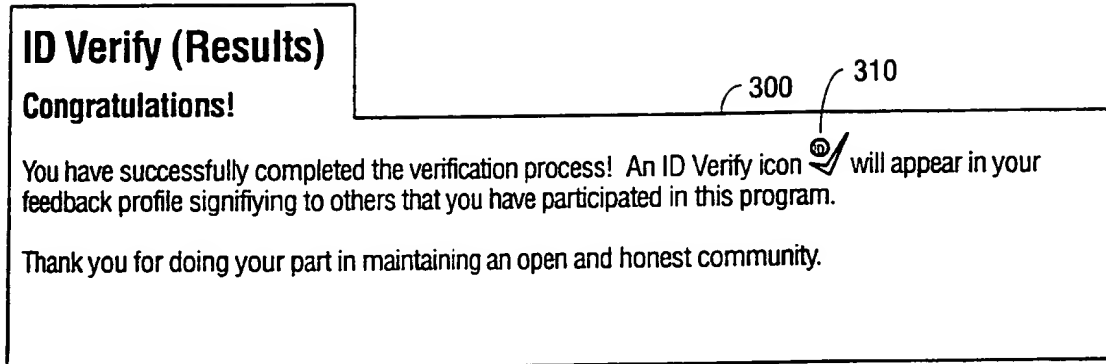 ID Verify (Results)
Congratulations!
300
310
You have successfully completed the verification process! An ID Verify icon will appear in your
feedback profile signifiying to others that you have participated in this program.
Thank you for doing your part in maintaining an open and honest community.